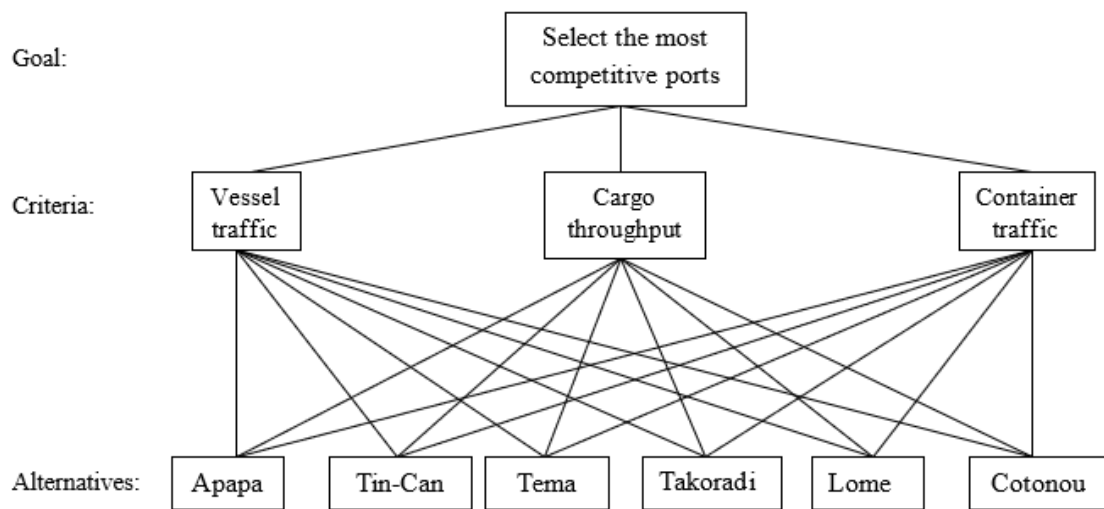 Goal:
Select the most
competitive ports
Criteria:
Vessel
traffic
Cargo
throughput
Container
traffic
Alternatives:
Apapa
Tin-Can
Tema
Takoradi
Lome
Cotonou